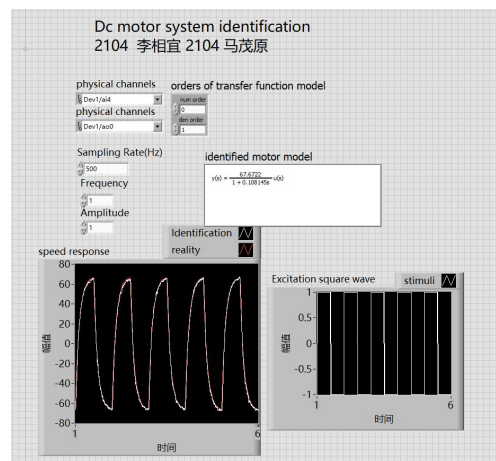 Dc motor system identification
2104 李相宜 2104 马茂原
physical channels
Dev1/ai4
physical channels
Dev1/ao0
orders of transfer function model
num order
0
den order
1
Sampling Rate(Hz)
500
Frequency
1
Amplitude
1
identified motor model
y(s) = 67.6722 / 1 + 0.108145s u(s)
Identification
reality
speed response
80
60
40
20
0
-20
-40
-60
-80
幅值
1
6
时间
Excitation square wave
stimuli
1
0.5
0
-0.5
-1
幅值
1
6
时间